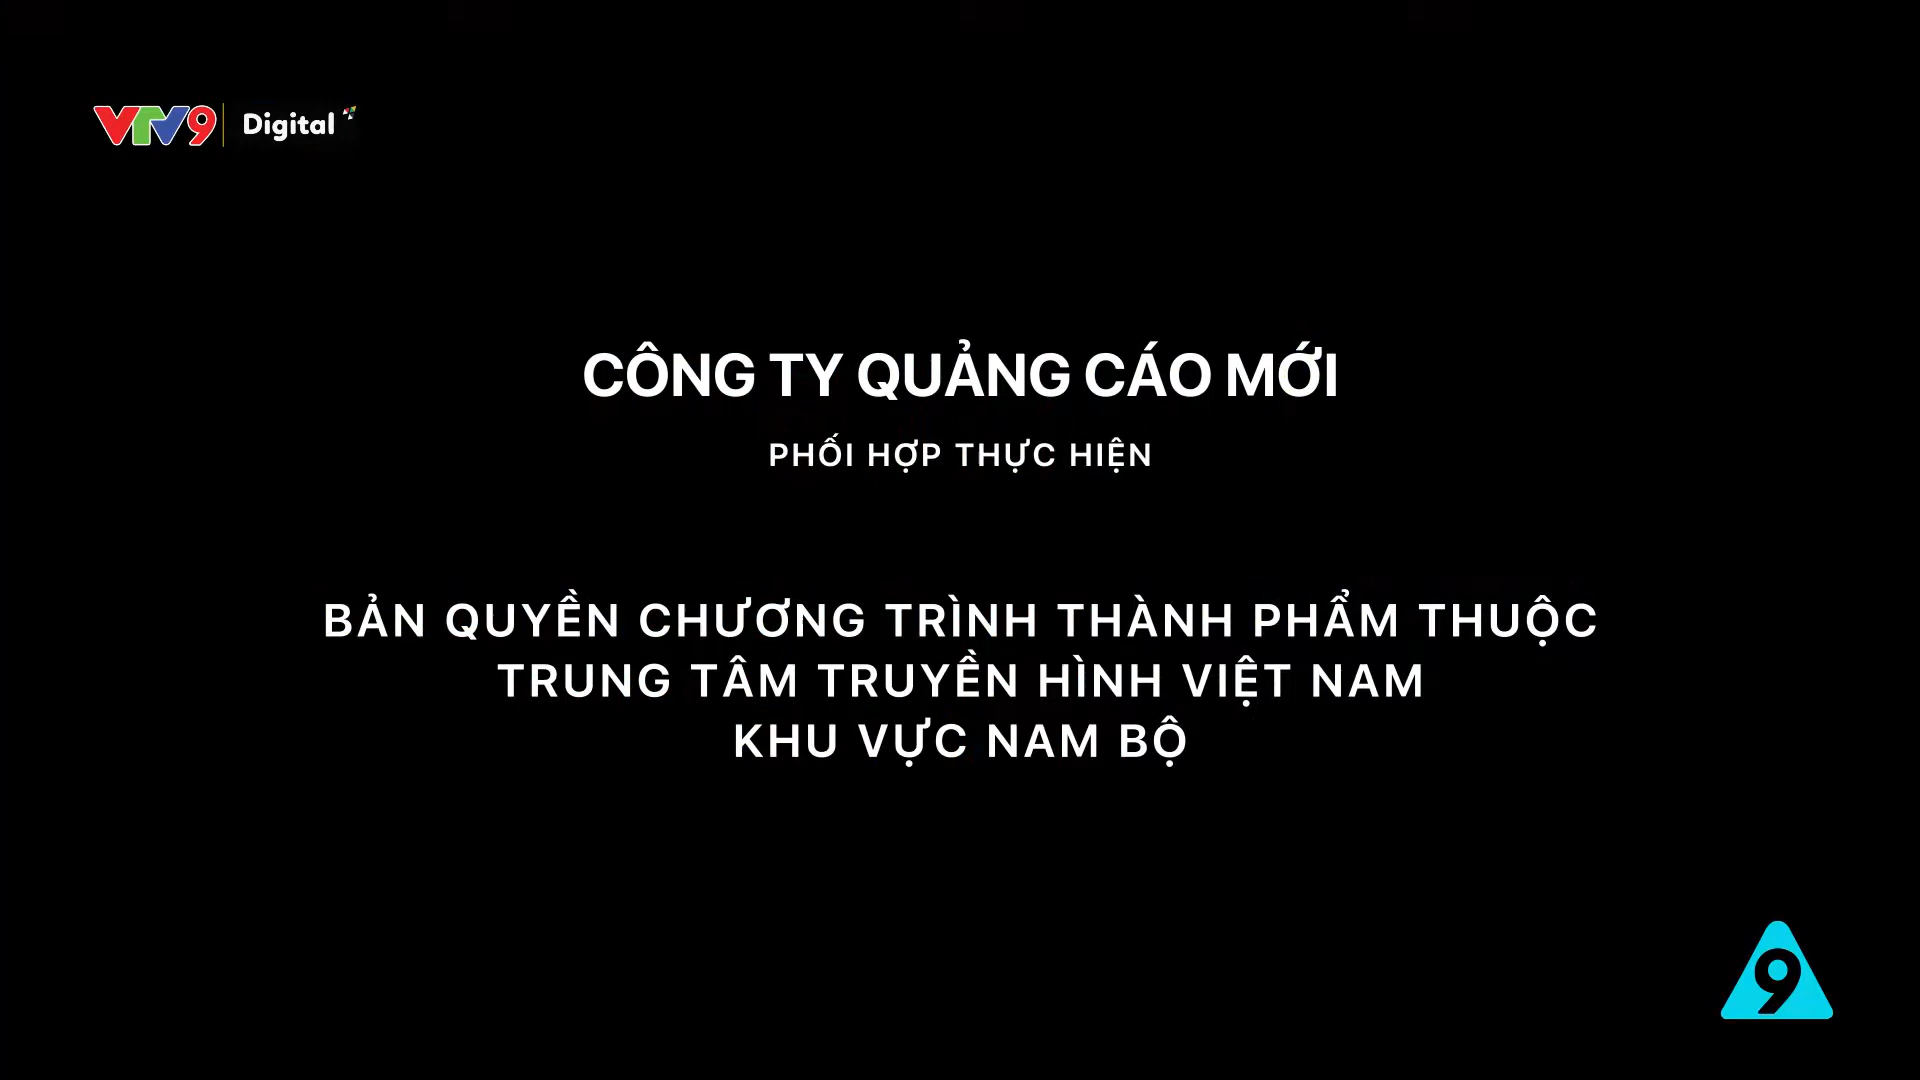 VTV9 Digital
CÔNG TY QUẢNG CÁO MỚI
PHỐI HỢP THỰC HIỆN
BẢN QUYỀN CHƯƠNG TRÌNH THÀNH PHẨM THUỘC
TRUNG TÂM TRUYỀN HÌNH VIỆT NAM
KHU VỰC NAM BỘ
9